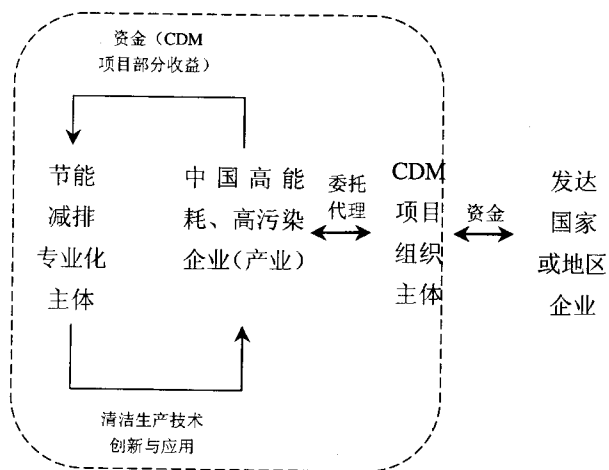 资金（CDM
项目部分收益）
节能
减排
专业化
主体
中国高能
耗、高污染
企业（产业）
委托
代理
CDM
项目
组织
主体
资金
发达
国家
或地区
企业
清洁生产技术
创新与应用